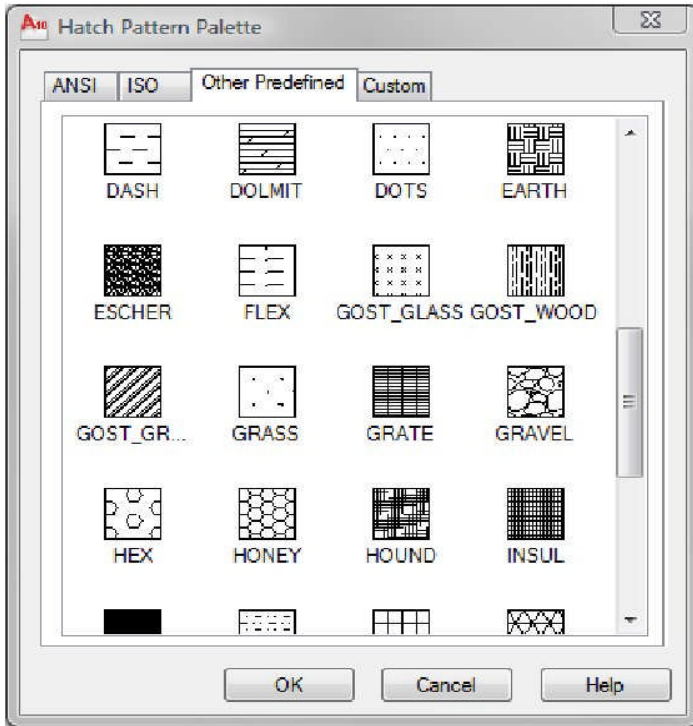 A10 Hatch Pattern Palette
ANSI ISO Other Predefined Custom
DASH DOLMIT DOTS EARTH
ESCHER FLEX GOST_GLASS GOST_WOOD
GOST_GR... GRASS GRATE GRAVEL
HEX HONEY HOUND INSUL
OK Cancel Help